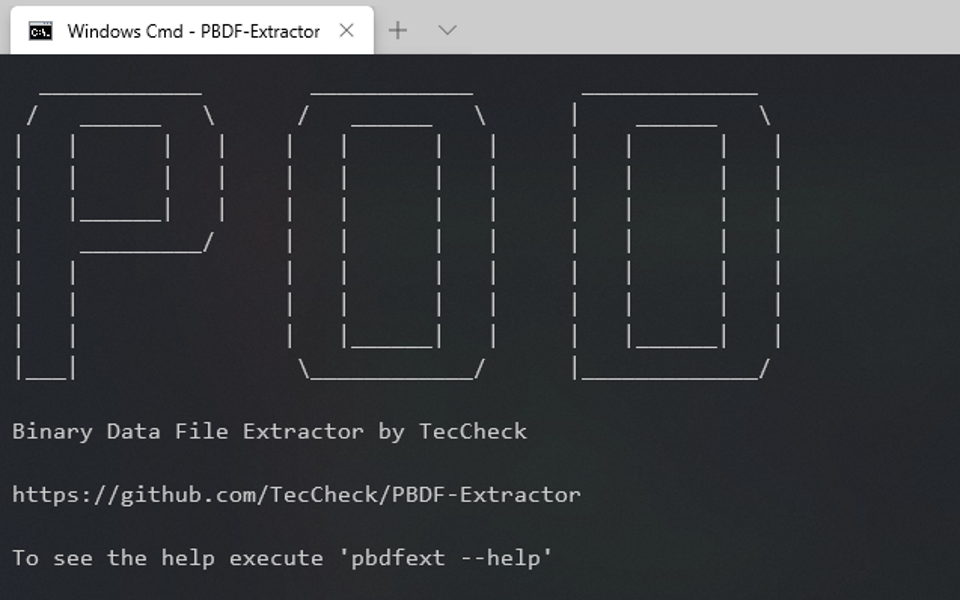 Windows Cmd - PBDF-Extractor
POD
Binary Data File Extractor by TecCheck
https://github.com/TecCheck/PBDF-Extractor
To see the help execute 'pbdfext --help'